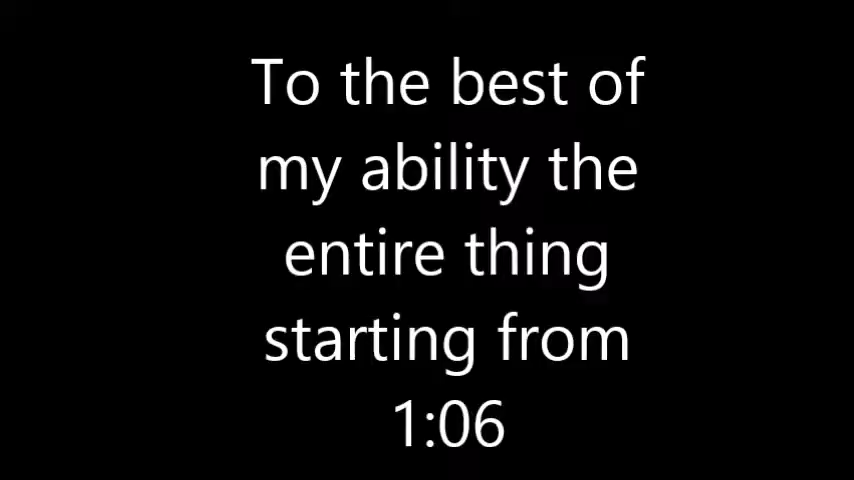 To the best of
my ability the
entire thing
starting from
1:06